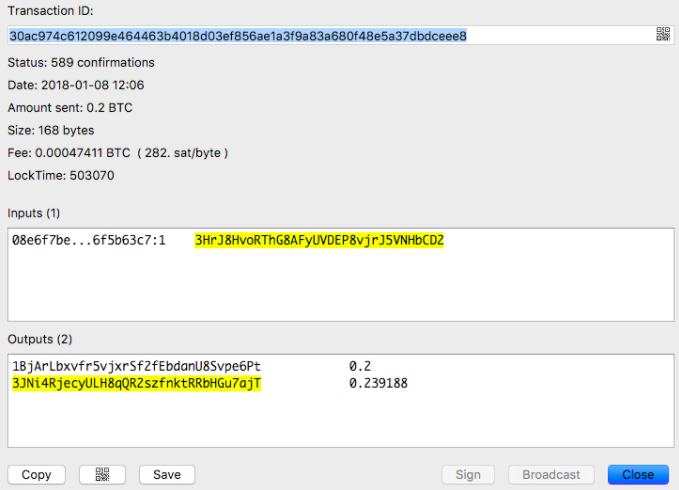 Transaction ID:
30ac974c612099e464463b4018d03ef856ae1a3f9a83a680f48e5a37dbdceee8
Status: 589 confirmations
Date: 2018-01-08 12:06
Amount sent: 0.2 BTC
Size: 168 bytes
Fee: 0.00047411 BTC ( 282. sat/byte )
LockTime: 503070
Inputs (1)
08e6f7be...6f5b63c7:1 3HrJ8HvoRThG8AFyUVDEP8vjrJ5VNHbCDZ
Outputs (2)
1BjArLbxvfr5vjxrSf2fEbdanU8Svpe6Pt 0.2
3JNi4RjecyULH8qQR2szfnktRRbHGu7ajT 0.239188
Copy Save Sign Broadcast Close